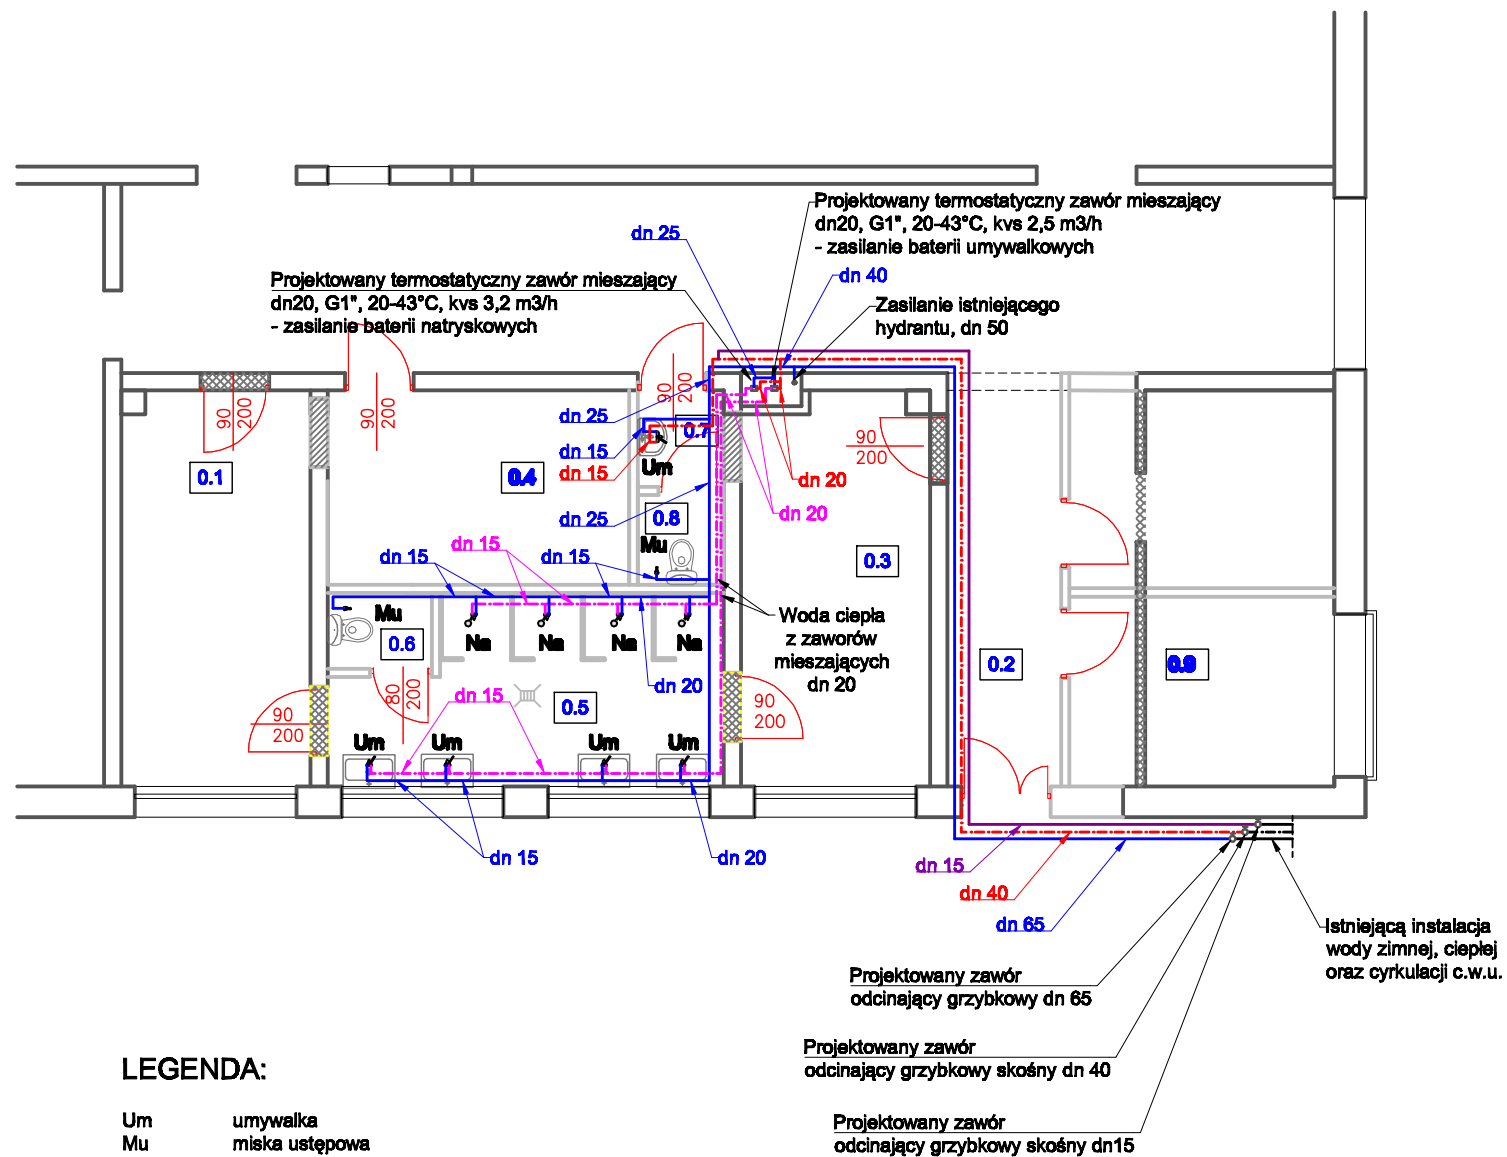 Projektowany termostatyczny zawór mieszający
dn20, G1", 20-43°C, kvs 2,5 m3/h
- zasilanie baterii umywalkowych
dn 25
dn 40
Projektowany termostatyczny zawór mieszający
dn20, G1", 20-43°C, kvs 3,2 m3/h
- zasilanie baterii natryskowych
Zasilanie istniejącego
hydrantu, dn 50
90
200
90
200
90
200
dn 25
0.7
90
200
dn 15
Um
dn 15
0.1
0.4
dn 20
dn 20
dn 25
0.8
dn 15
Mu
dn 15
dn 15
0.3
Mu
Woda ciepła
z zaworów
mieszających
dn 20
0.6
Na
Na
Na
Na
0.2
0.9
dn 20
dn 15
80
200
0.5
90
200
90
200
Um
Um
Um
Um
dn 15
dn 20
dn 15
dn 40
dn 65
Istniejącą instalacja
wody zimnej, ciepłej
oraz cyrkulacji c.w.u.
Projektowany zawór
odcinający grzybkowy dn 65
Projektowany zawór
odcinający grzybkowy skośny dn 40
Projektowany zawór
odcinający grzybkowy skośny dn15
LEGENDA:
Um umywalka
Mu miska ustępowa